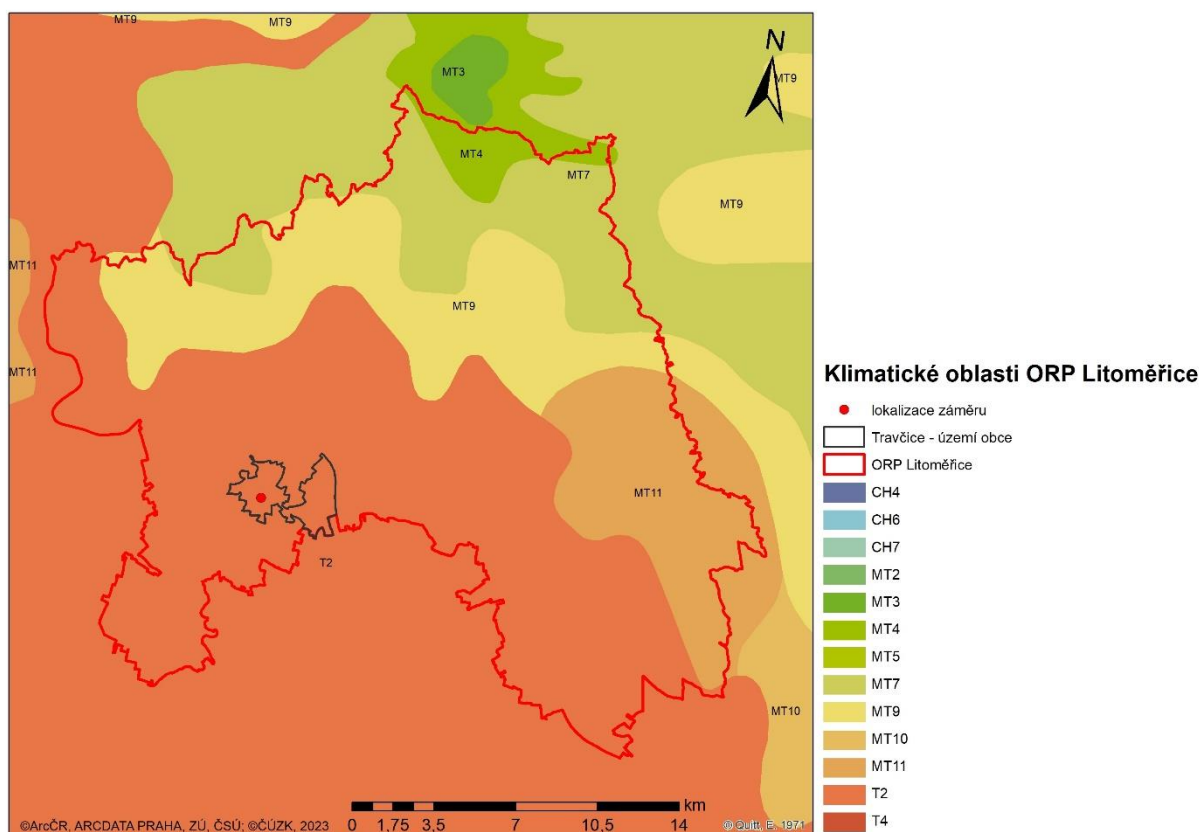 MT9
MT9
N
MT3
MT9
MT4
MT7
MT9
MT11
MT9
MT11
MT11
T2
MT10
km
0 1,75 3,5 7 10,5 14
©ArcČR, ARCDATA PRAHA, ZÚ, ČSÚ; ©ČÚZK, 2023
© Quitt, E. 1971
Klimatické oblasti ORP Litoměřice
lokalizace záměru
Travčice - území obce
ORP Litoměřice
CH4
CH6
CH7
MT2
MT3
MT4
MT5
MT7
MT9
MT10
MT11
T2
T4